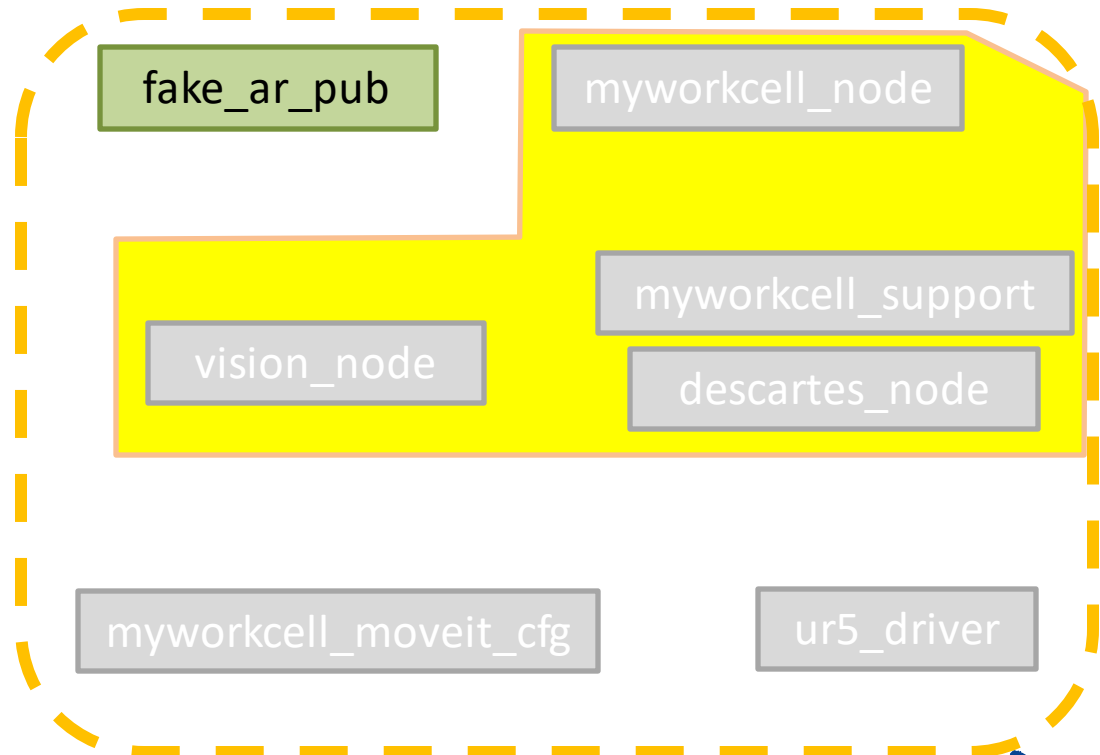 fake_ar_pub
myworkcell_node
myworkcell_support
vision_node
descartes_node
myworkcell_moveit_cfg
ur5_driver